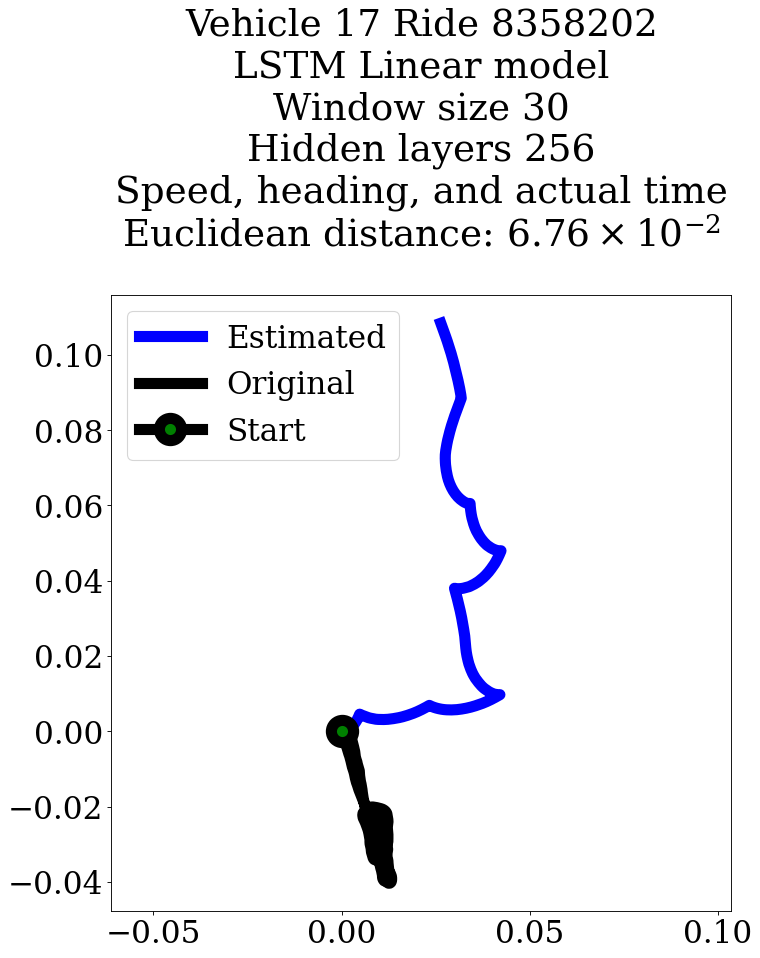 Vehicle 17 Ride 8358202
LSTM Linear model
Window size 30
Hidden layers 256
Speed, heading, and actual time
Euclidean distance: 6.76 × 10⁻²
Estimated
Original
Start
0.10
0.08
0.06
0.04
0.02
0.00
−0.02
−0.04
−0.05 0.00 0.05 0.10